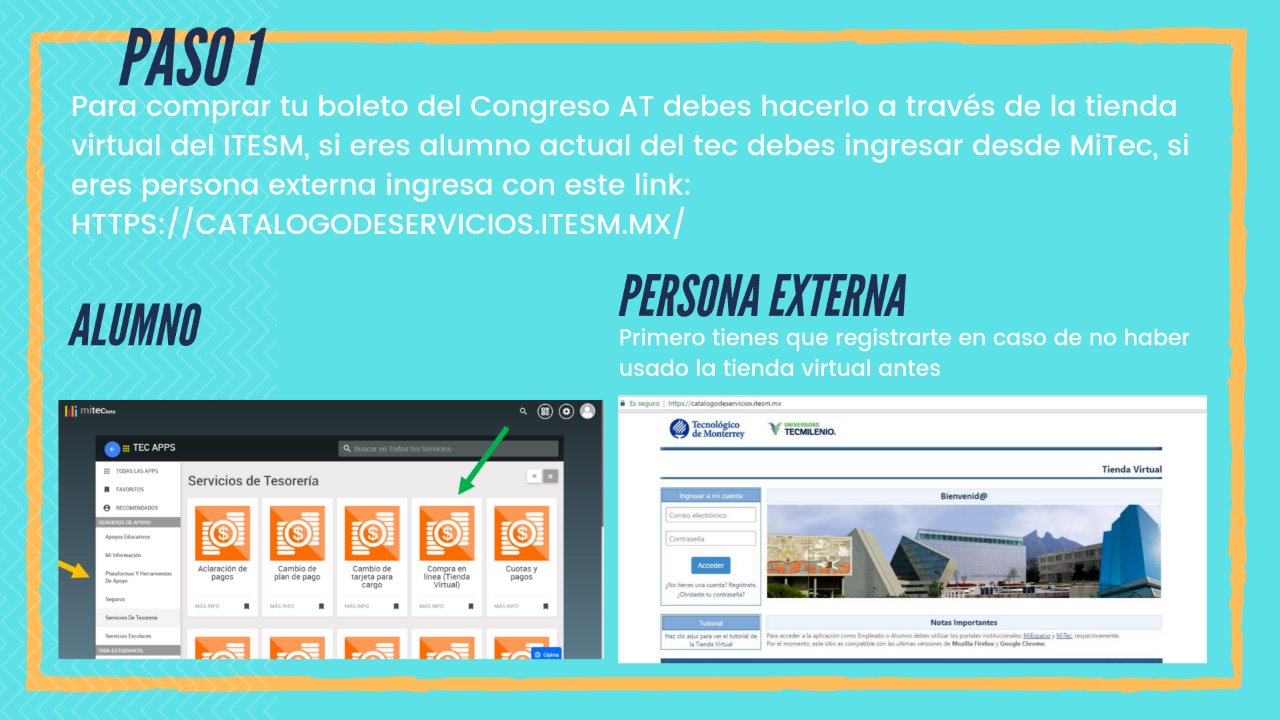 PASO 1
Para comprar tu boleto del Congreso AT debes hacerlo a través de la tienda
virtual del ITESM, si eres alumno actual del tec debes ingresar desde MiTec, si
eres persona externa ingresa con este link:
HTTPS://CATALOGODESERVICIOS.ITESM.MX/
ALUMNO
mitec beta
TEC APPS
Buscar en Todos los Servicios
TODAS LAS APPS
FAVORITOS
RECOMENDADOS
SERVICIOS DE APOYO
Apoyos Educativos
Mi Información
Plataformas Y Herramientas
De Apoyo
Seguros
Servicios De Tesorería
Servicios Escolares
VIDA ESTUDIANTIL
Servicios de Tesorería
Aclaración de
pagos
MÁS INFO
Cambio de
plan de pago
MÁS INFO
Cambio de
tarjeta para
cargo
MÁS INFO
Compra en
línea (Tienda
Virtual)
MÁS INFO
Cuotas y
pagos
MÁS INFO
Opina
PERSONA EXTERNA
Primero tienes que registrarte en caso de no haber
usado la tienda virtual antes
Es seguro | https://catalogodeservicios.itesm.mx
Tecnológico
de Monterrey
UNIVERSIDAD
TECMILENIO.
Tienda Virtual
Ingresar a mi cuenta
Correo electrónico
Contraseña
Acceder
¿No tienes una cuenta? Regístrate.
¿Olvidaste tu contraseña?
Tutorial
Haz clic aquí para ver el tutorial de
la Tienda Virtual
Bienvenid@
Notas Importantes
Para acceder a la aplicación como Empleado o Alumno debes utilizar los portales institucionales: MiEspacio y MiTec, respectivamente.
Por el momento, este sitio es compatible con las ultimas versiones de Mozilla Firefox y Google Chrome.